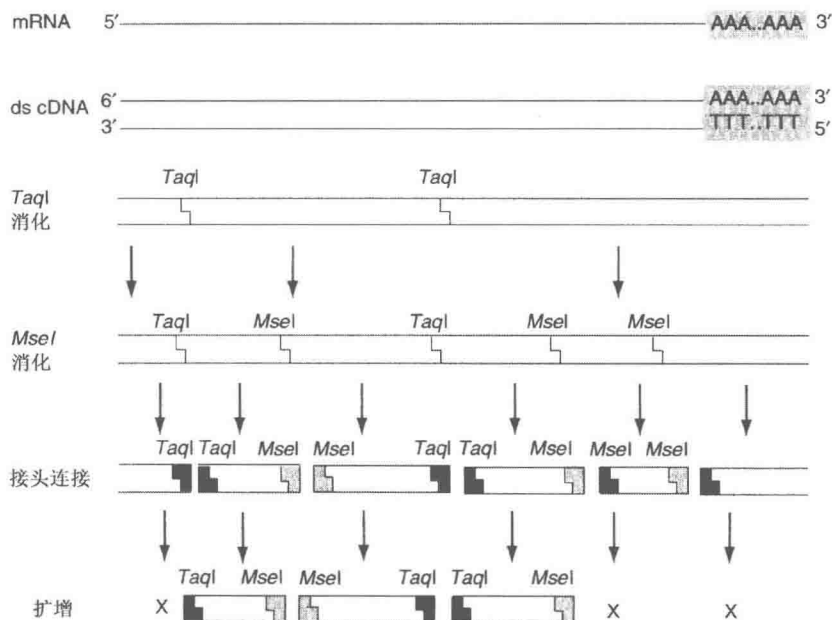 mRNA 5′ AAA..AAA 3′
ds cDNA 6′ AAA..AAA 3′
3′ TTT..TTT 5′
TaqI TaqI
TaqI
消化
TaqI MseI TaqI MseI MseI
MseI
消化
TaqI TaqI MseI MseI TaqI TaqI MseI MseI MseI
接头连接
TaqI MseI MseI TaqI TaqI MseI
扩增 X X X